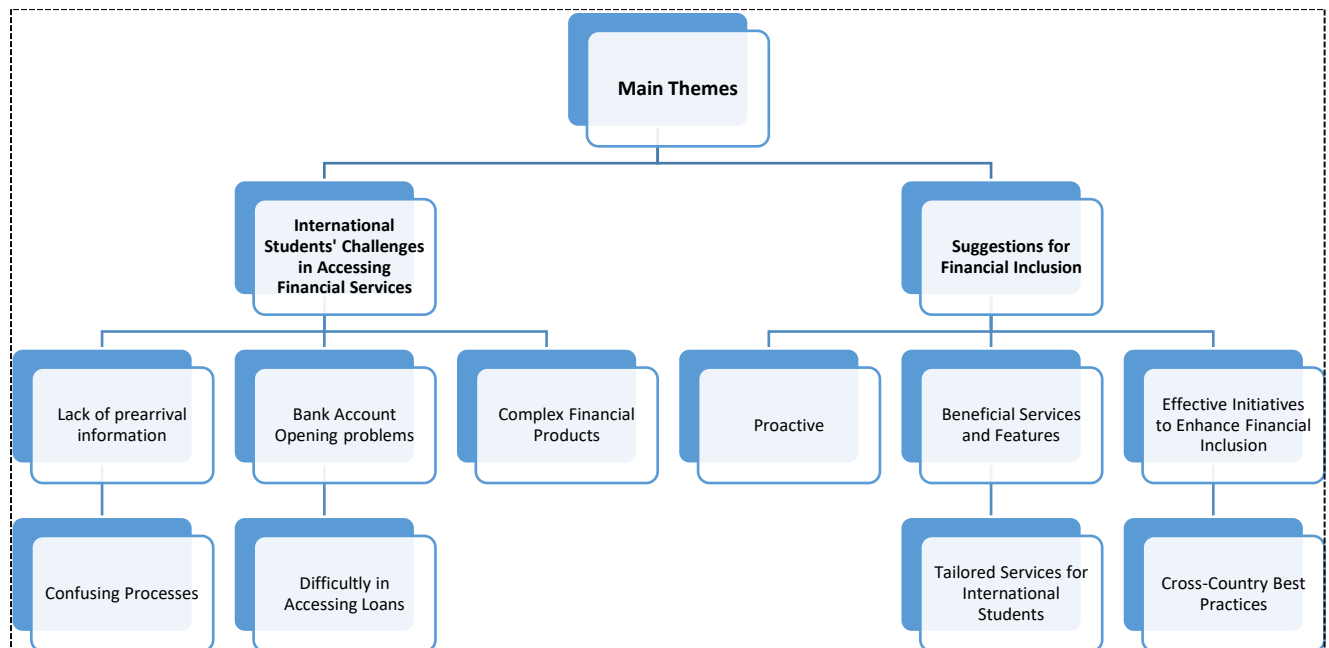 Main Themes
International
Students' Challenges
in Accessing
Financial Services
Suggestions for
Financial Inclusion
Lack of prearrival
information
Bank Account
Opening problems
Complex Financial
Products
Proactive
Beneficial Services
and Features
Effective Initiatives
to Enhance Financial
Inclusion
Confusing Processes
Difficultly in
Accessing Loans
Tailored Services for
International
Students
Cross-Country Best
Practices